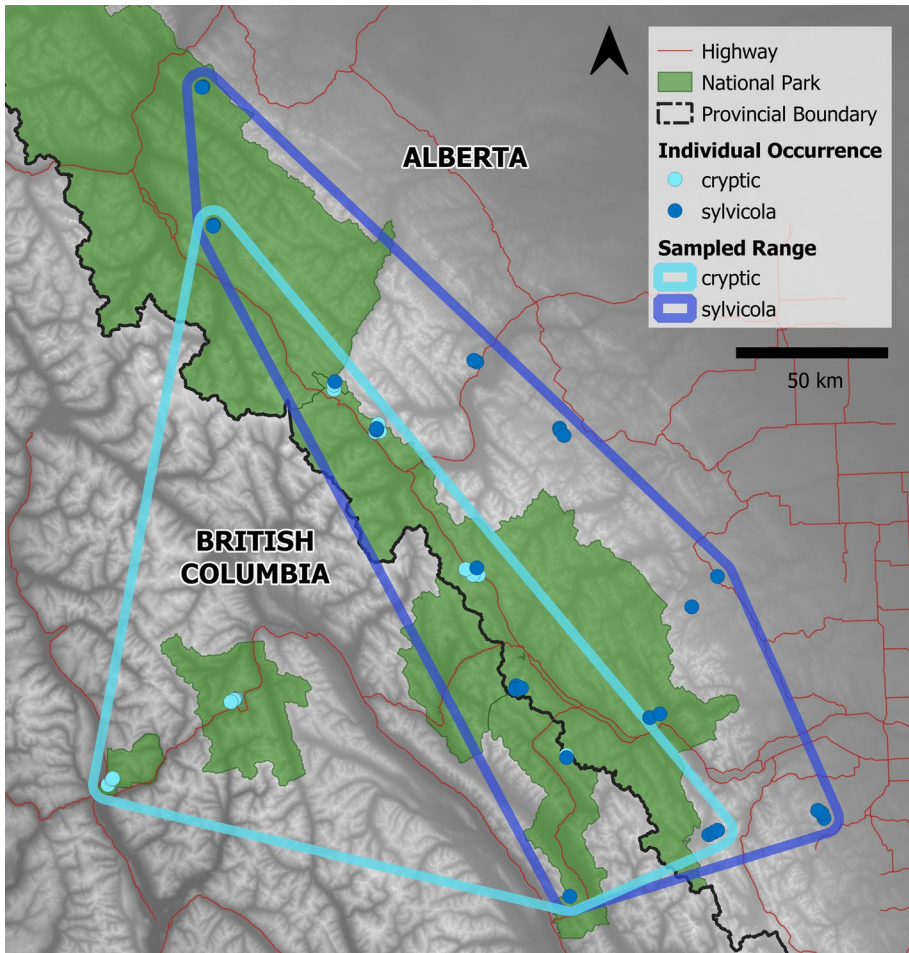 Highway
National Park
Provincial Boundary
Individual Occurrence
cryptic
sylvicola
Sampled Range
cryptic
sylvicola
50 km
ALBERTA
BRITISH
COLUMBIA